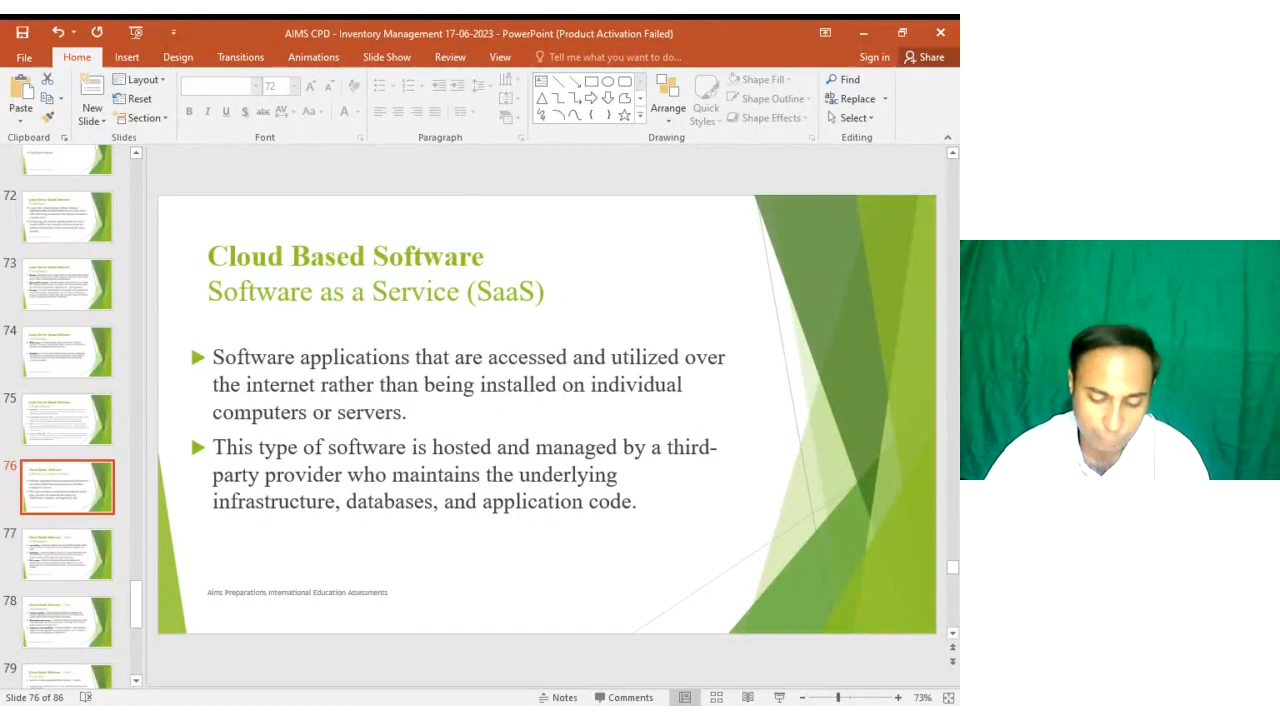 AIMS CPD - Inventory Management 17-06-2023 - PowerPoint (Product Activation Failed)
File Home Insert Design Transitions Animations Slide Show Review View Tell me what you want to do... Sign in Share
Paste
New
Slide
Layout
Reset
Section
72
B I U S abc AV Aa A
Arrange
Quick
Styles
Shape Fill
Shape Outline
Shape Effects
Find
Replace
Select
Clipboard Slides Font Paragraph Drawing Editing
72
73
74
75
76
77
78
79
Cloud Based Software
Software as a Service (SaaS)
Software applications that are accessed and utilized over
the internet rather than being installed on individual
computers or servers.
This type of software is hosted and managed by a third-
party provider who maintains the underlying
infrastructure, databases, and application code.
Aims Preparations International Education Assessments
Slide 76 of 86 Notes Comments 73%